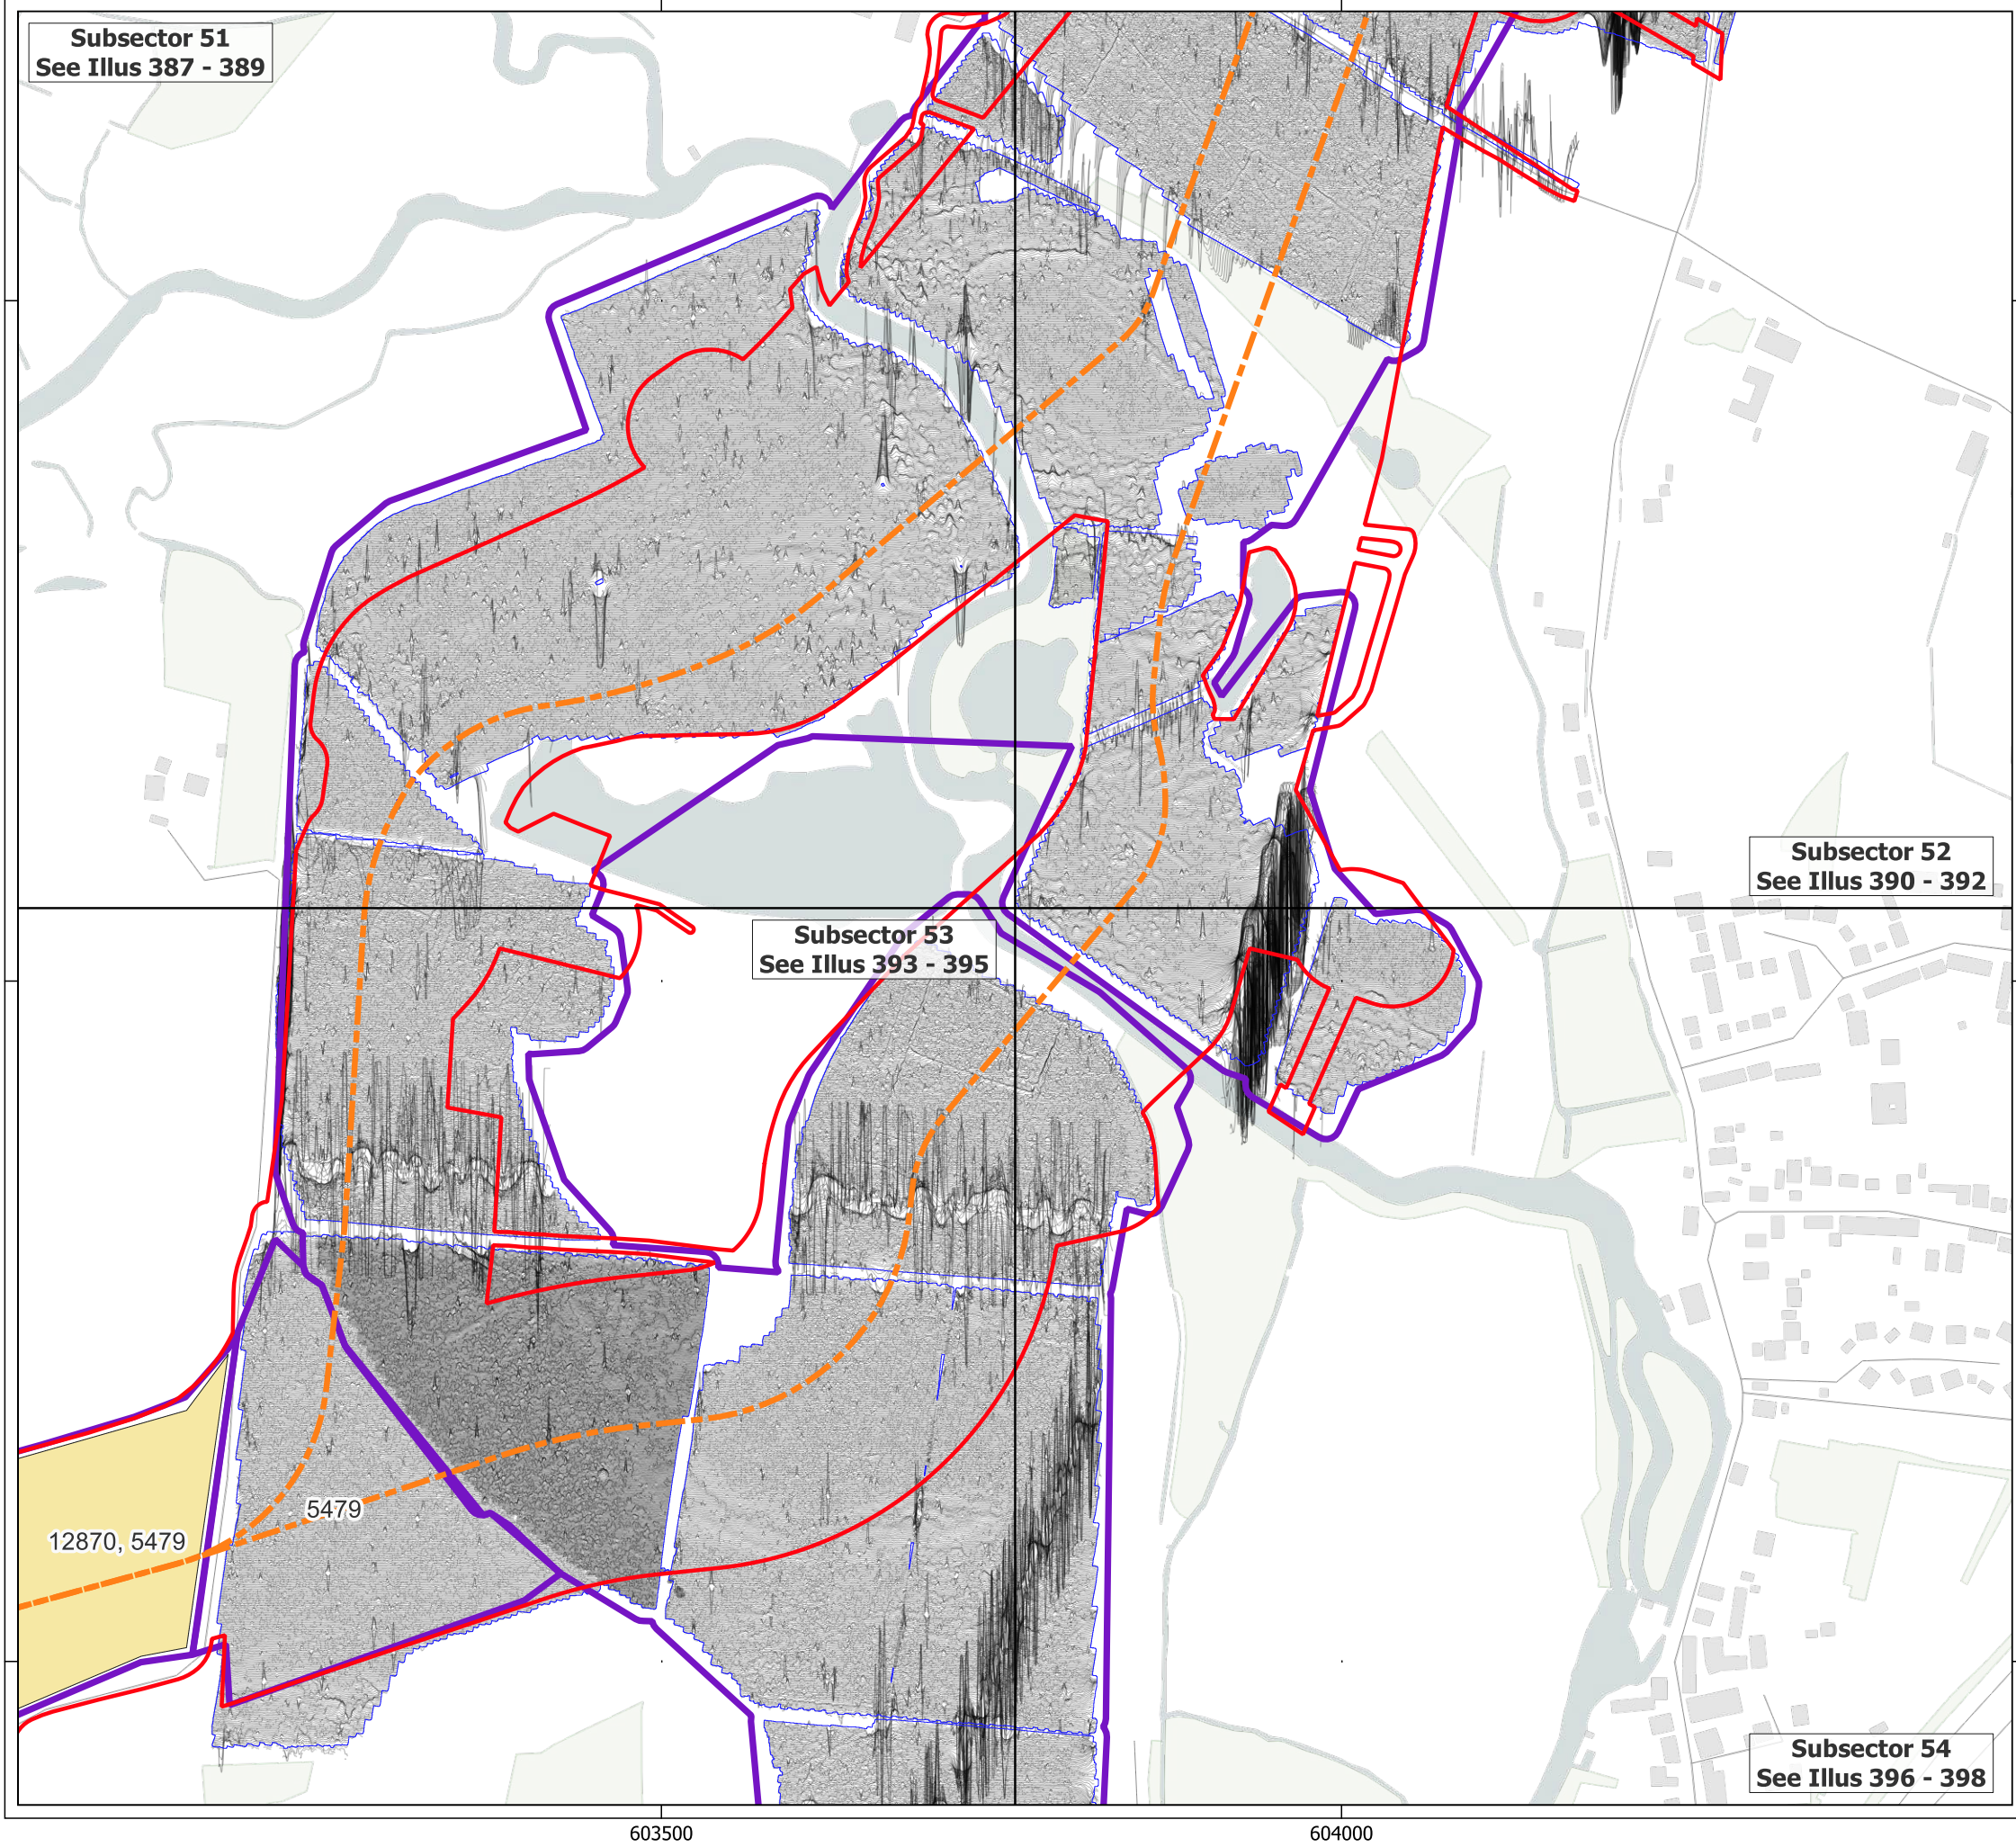 Subsector 51
See Illus 387 - 389
Subsector 52
See Illus 390 - 392
Subsector 53
See Illus 393 - 395
5479
12870, 5479
Subsector 54
See Illus 396 - 398
603500
604000